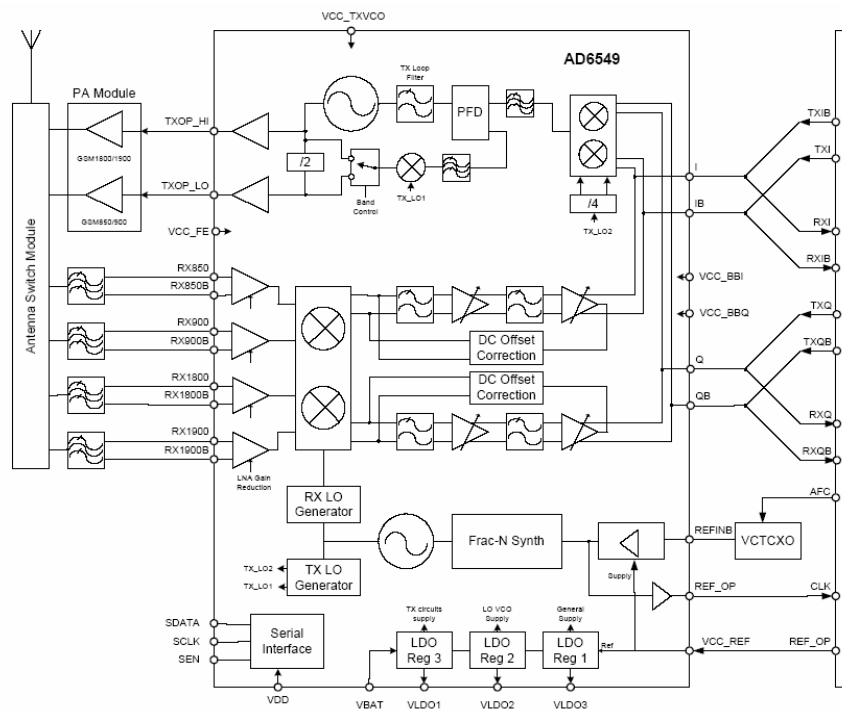 VCC_TXVCO
AD6549
PA Module
TX Loop
Filter
PFD
TXIB
TXOP_HI
GSM1800/1900
/2
Band
Control
TX_LO1
/4
TX_LO2
TXI
I
TXOP_LO
GSM850/900
IB
RXI
VCC_FE
RXIB
Antenna Switch Module
RX850
RX850B
VCC_BBI
RX900
RX900B
VCC_BBQ
TXQ
DC Offset
Correction
TXQB
RX1800
RX1800B
DC Offset
Correction
Q
QB
RXQ
RX1900
RX1900B
RXQB
LNA Gain
Reduction
RX LO
Generator
AFC
Frac-N Synth
REFINB
VCTCXO
TX_LO2
TX_LO1
TX LO
Generator
Supply
REF_OP
CLK
SDATA
SCLK
SEN
Serial
Interface
TX circuits
supply
LO VCO
Supply
General
Supply
LDO
Reg 3
LDO
Reg 2
LDO
Reg 1
Ref
VCC_REF
REF_OP
VDD
VBAT
VLDO1
VLDO2
VLDO3